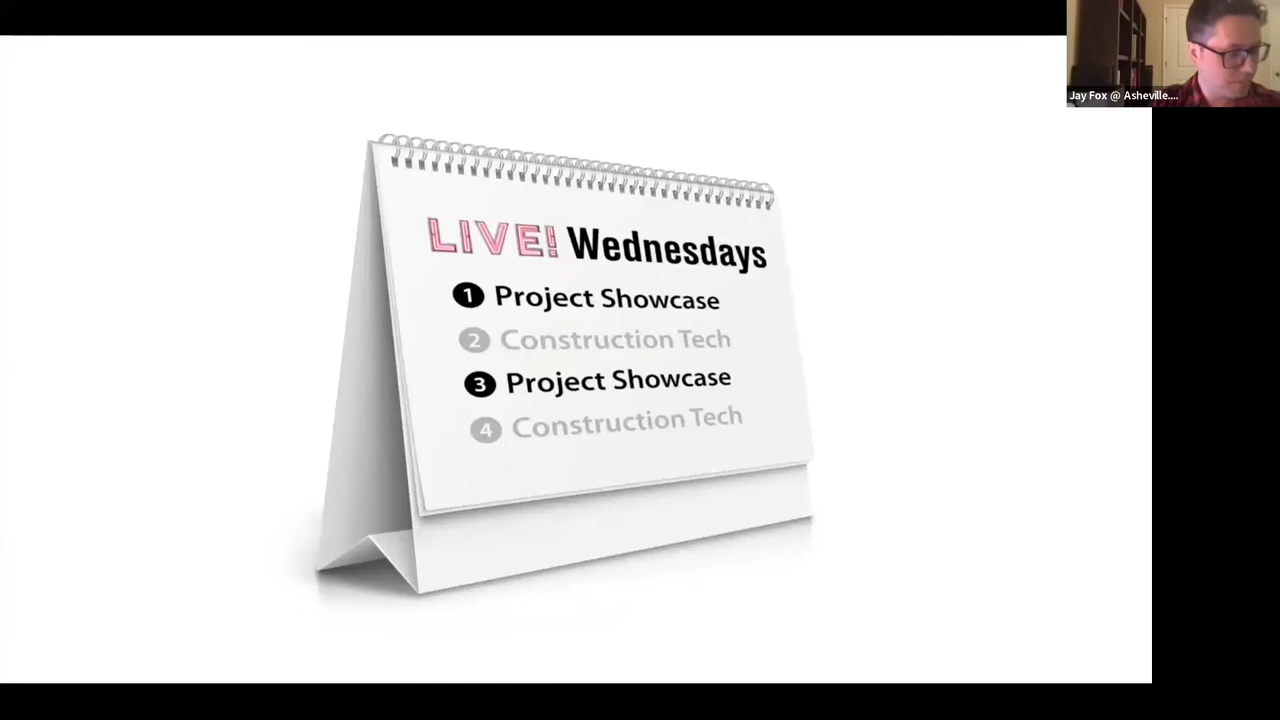 Jay Fox @ Asheville....
LIVE! Wednesdays
1 Project Showcase
2 Construction Tech
3 Project Showcase
4 Construction Tech